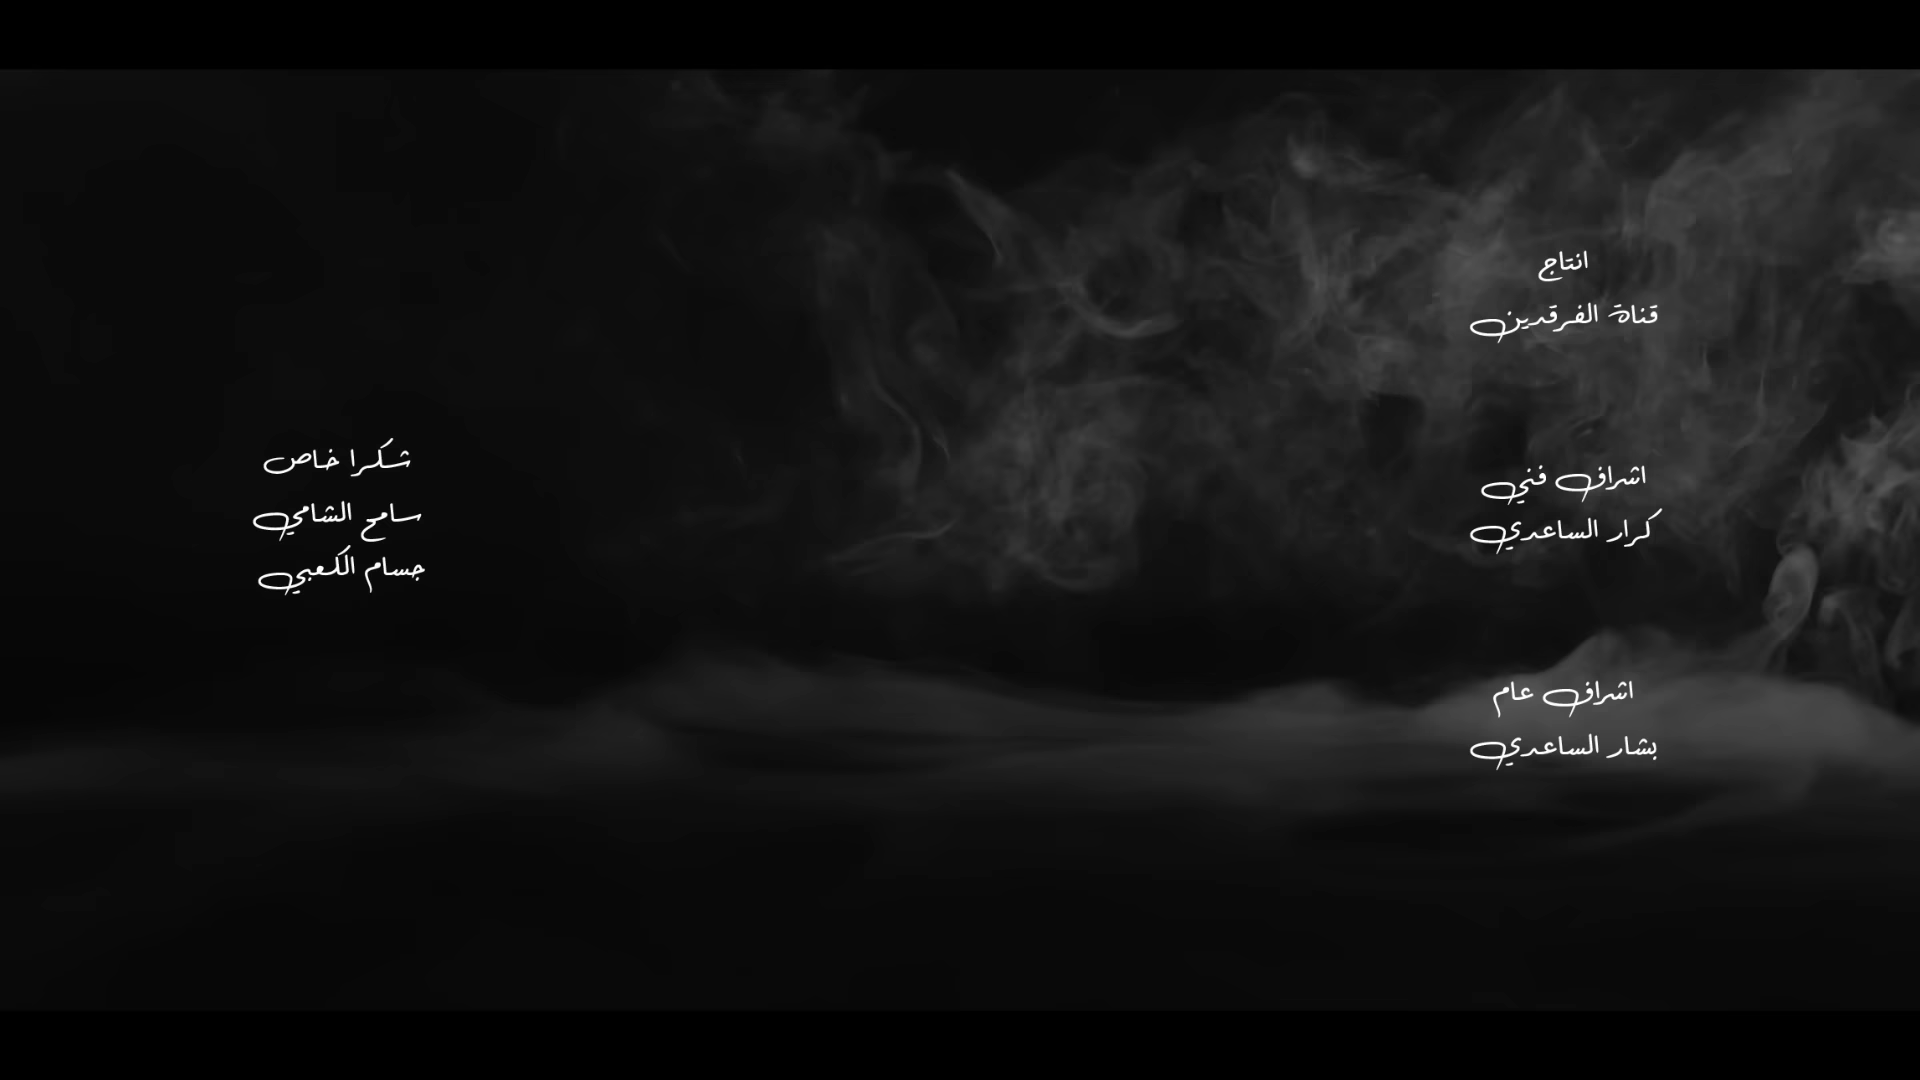 انتاج
قناة الفرقدين
اشراف فني
كرار الساعدي
اشراف عام
بشار الساعدي
شكرا خاص
سامح الشامي
جسام الكعبي